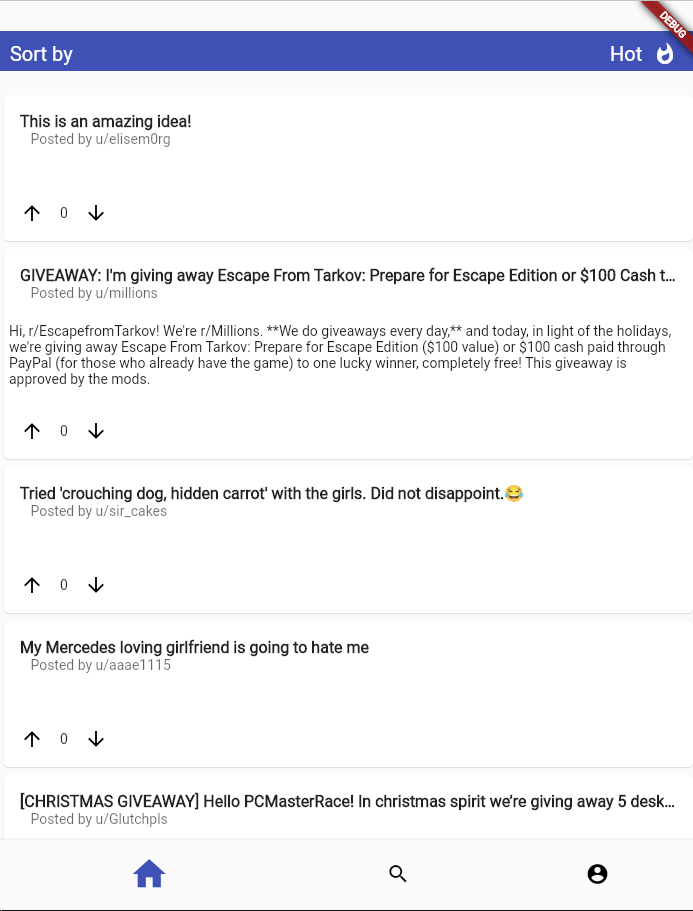 DEBUG
Sort by Hot
This is an amazing idea!
Posted by u/elisem0rg
0
GIVEAWAY: I'm giving away Escape From Tarkov: Prepare for Escape Edition or $100 Cash t...
Posted by u/millions
Hi, r/EscapefromTarkov! We're r/Millions. **We do giveaways every day,** and today, in light of the holidays,
we're giving away Escape From Tarkov: Prepare for Escape Edition ($100 value) or $100 cash paid through
PayPal (for those who already have the game) to one lucky winner, completely free! This giveaway is
approved by the mods.
0
Tried 'crouching dog, hidden carrot' with the girls. Did not disappoint.😂
Posted by u/sir_cakes
0
My Mercedes loving girlfriend is going to hate me
Posted by u/aaae1115
0
[CHRISTMAS GIVEAWAY] Hello PCMasterRace! In christmas spirit we’re giving away 5 desk...
Posted by u/Glutchpls